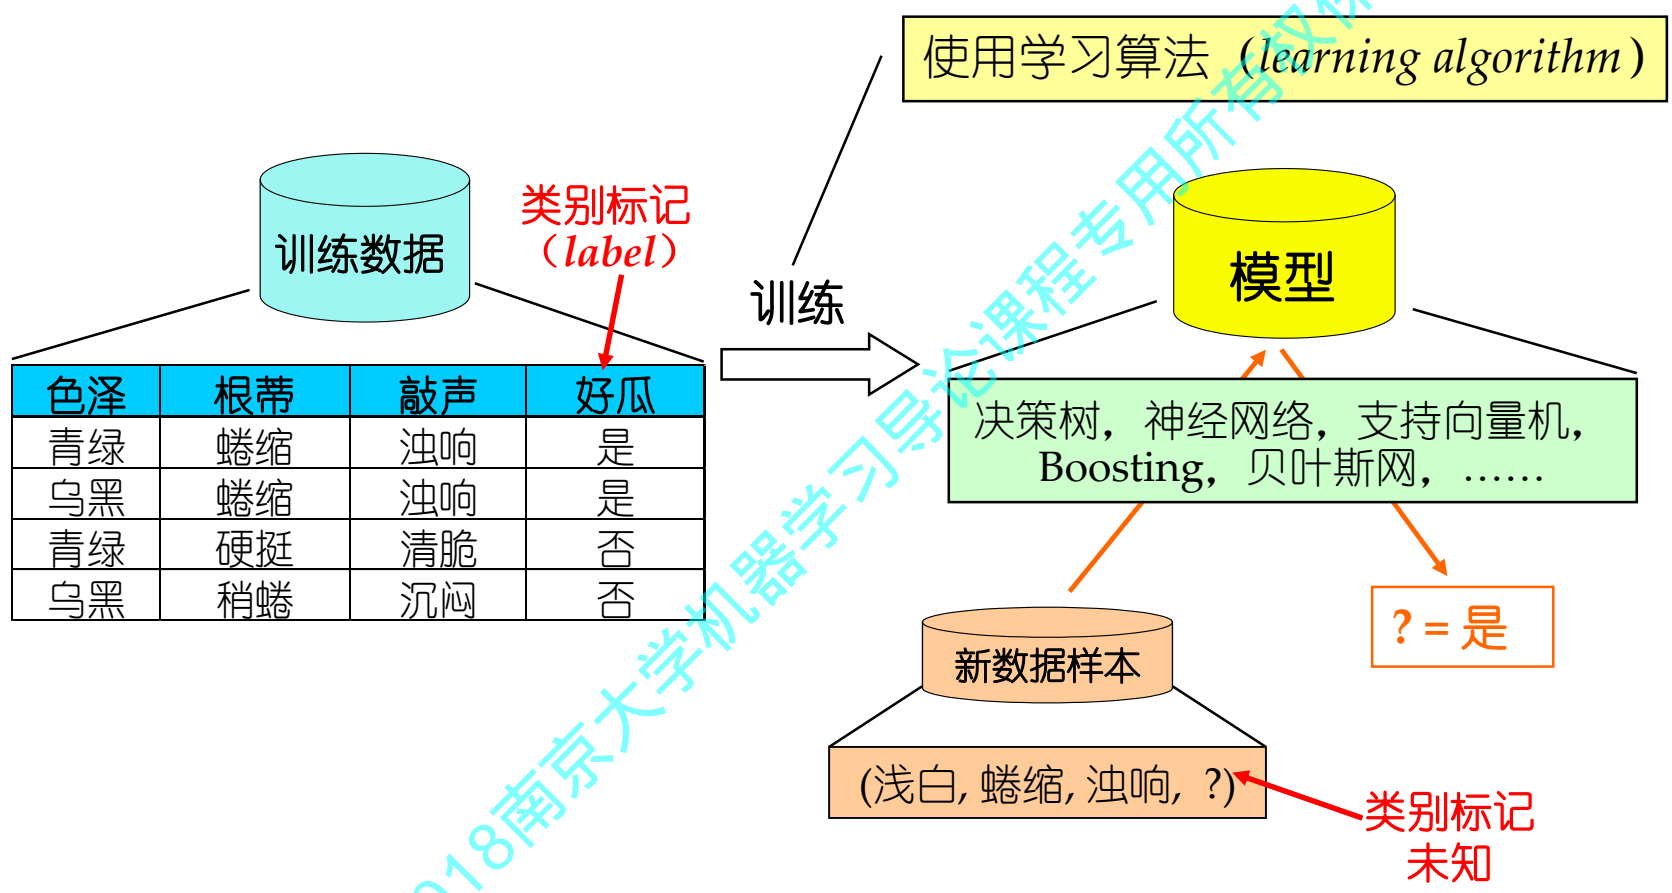 使用学习算法（learning algorithm）
训练数据
类别标记
（label）
训练
模型
色泽 根蒂 敲声 好瓜
青绿 蜷缩 浊响 是
乌黑 蜷缩 浊响 是
青绿 硬挺 清脆 否
乌黑 稍蜷 沉闷 否
决策树，神经网络，支持向量机，
Boosting，贝叶斯网，……
? = 是
新数据样本
(浅白, 蜷缩, 浊响, ?)
类别标记
未知
018南京大学机器学习导论课程专用所有权保